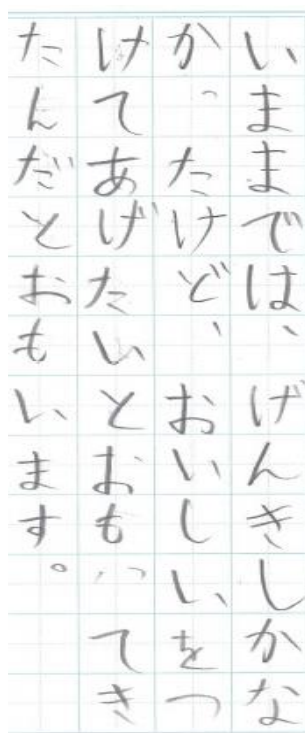 いままでは、げんきしかな
かったけど、おいしいをつ
けてあげたいとおもってき
たんだとおもいます。